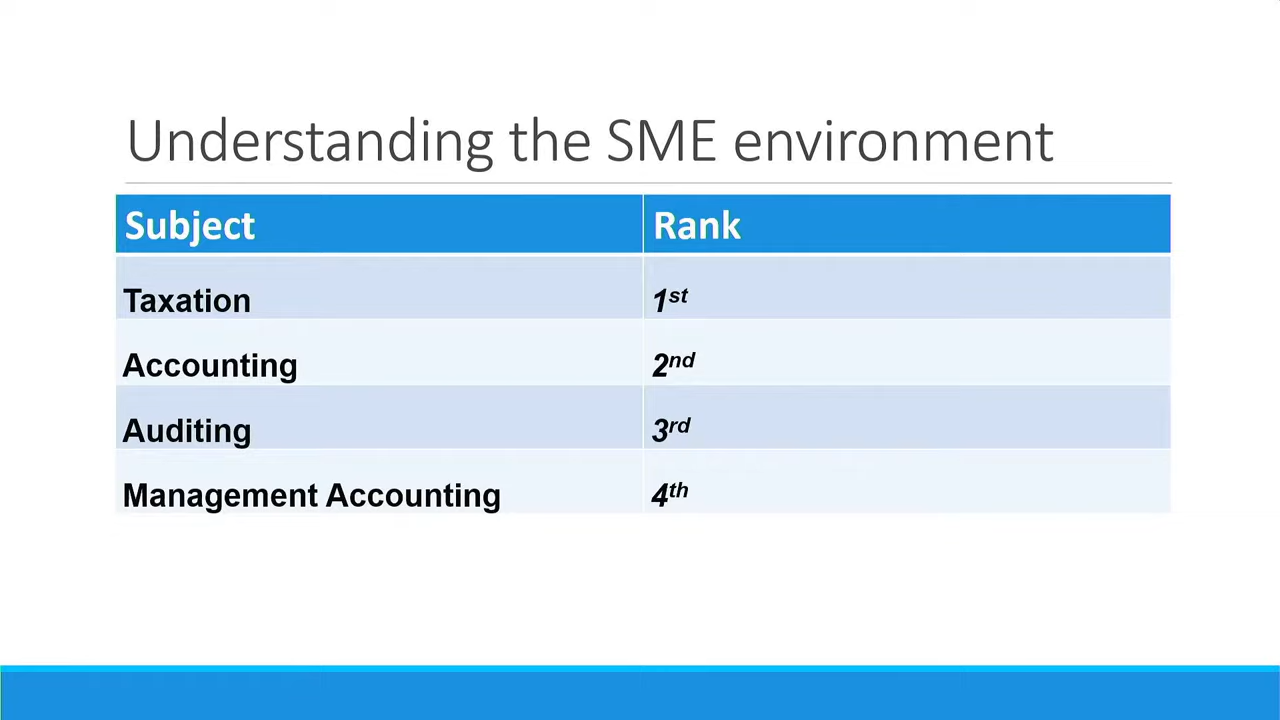 Understanding the SME environment
Subject Rank
Taxation 1st
Accounting 2nd
Auditing 3rd
Management Accounting 4th